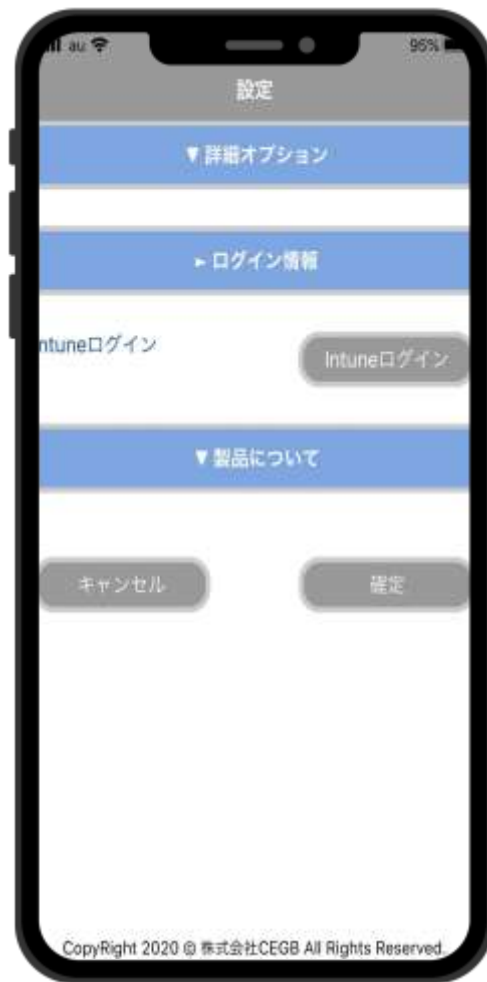 au 95%
設定
▼詳細オプション
► ログイン情報
ntuneログイン
Intuneログイン
▼製品について
キャンセル 確定
CopyRight 2020 © 株式会社CEGB All Rights Reserved.